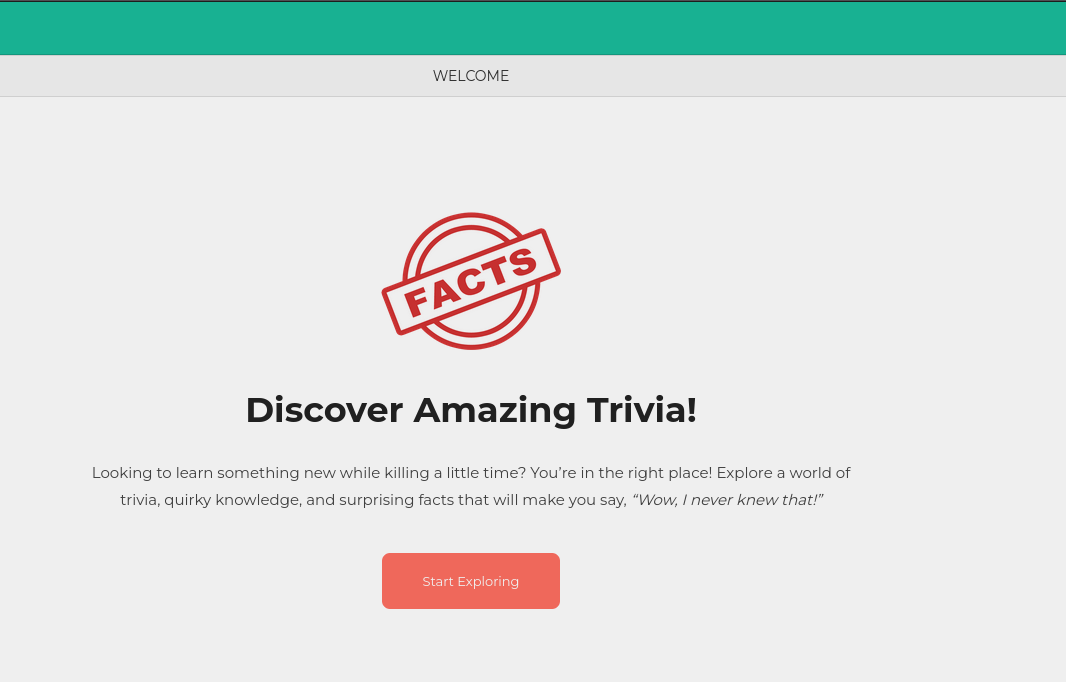 WELCOME
FACTS
Discover Amazing Trivia!
Looking to learn something new while killing a little time? You’re in the right place! Explore a world of
trivia, quirky knowledge, and surprising facts that will make you say, “Wow, I never knew that!”
Start Exploring